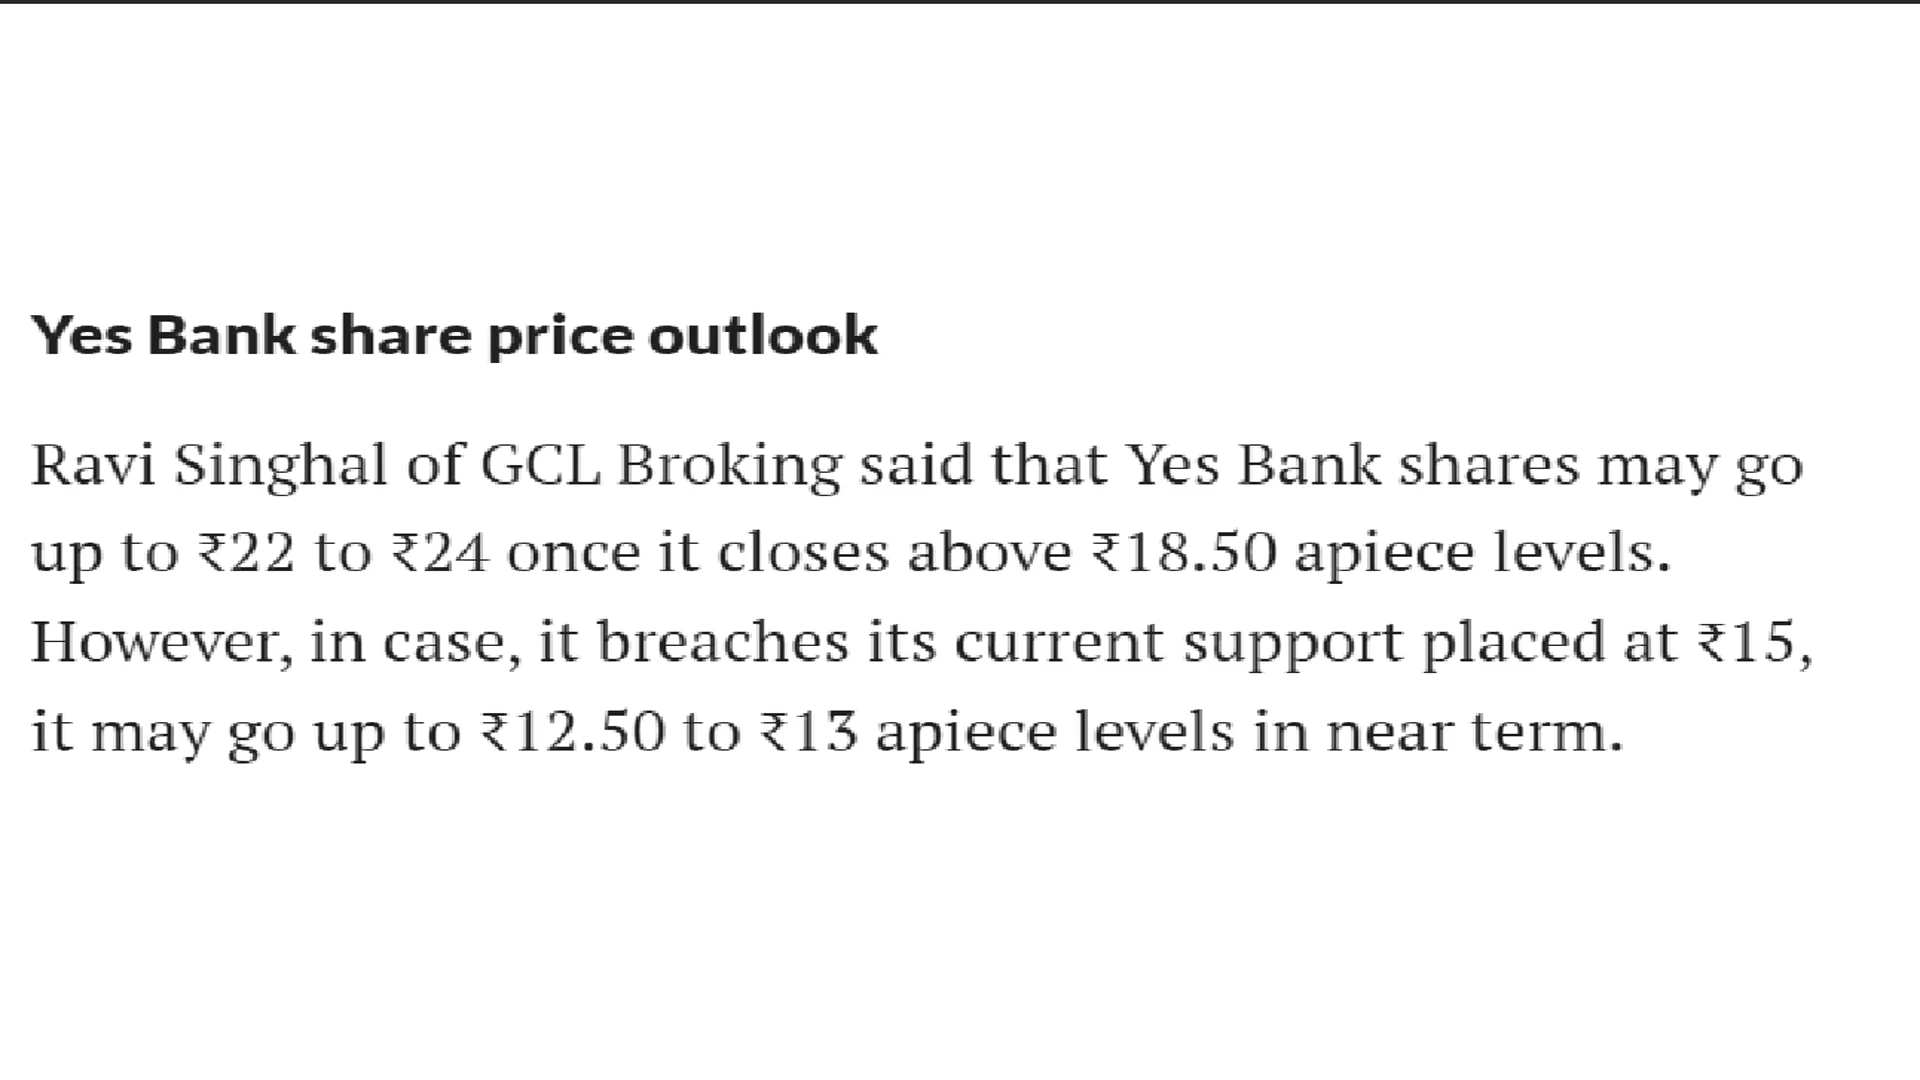 Yes Bank share price outlook
Ravi Singhal of GCL Broking said that Yes Bank shares may go
up to ₹22 to ₹24 once it closes above ₹18.50 apiece levels.
However, in case, it breaches its current support placed at ₹15,
it may go up to ₹12.50 to ₹13 apiece levels in near term.